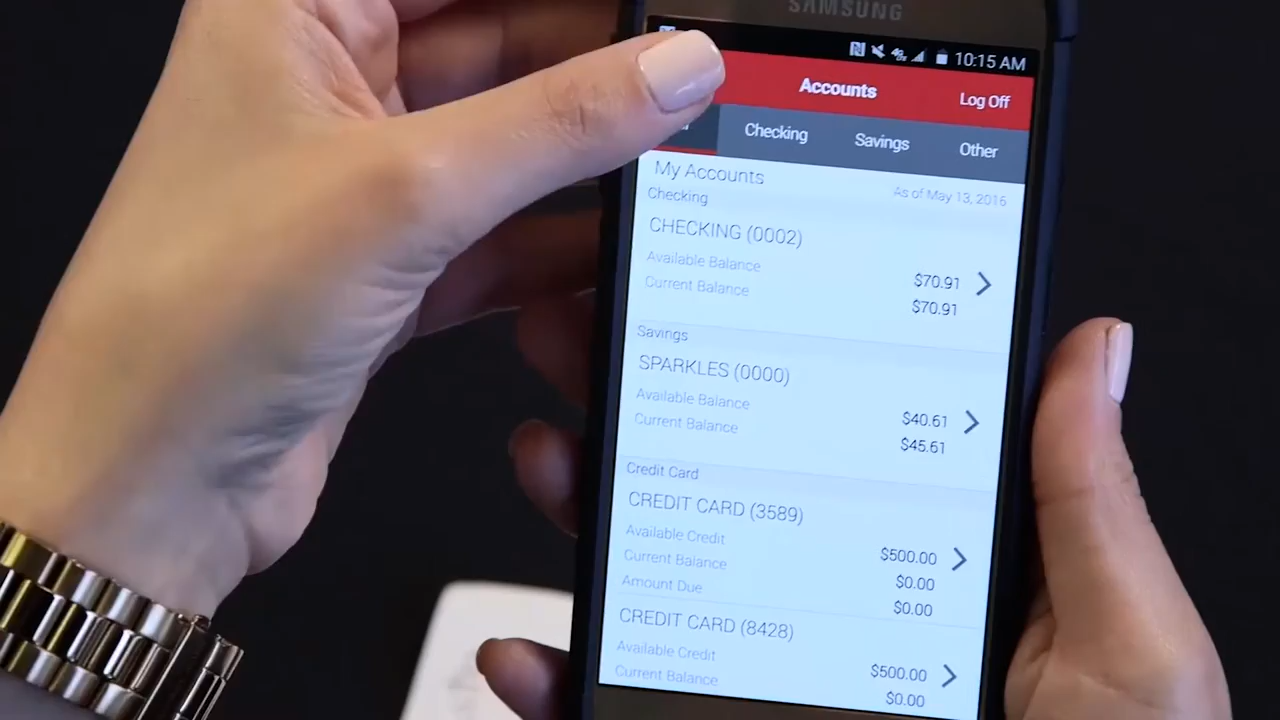 SAMSUNG
10:15 AM
Accounts
Log Off
Checking
Savings
Other
My Accounts
As of May 13, 2016
Checking
CHECKING (0002)
Available Balance
$70.91
Current Balance
$70.91
Savings
SPARKLES (0000)
Available Balance
$40.61
Current Balance
$45.61
Credit Card
CREDIT CARD (3589)
Available Credit
$500.00
Current Balance
$0.00
Amount Due
$0.00
CREDIT CARD (8428)
Available Credit
$500.00
Current Balance
$0.00